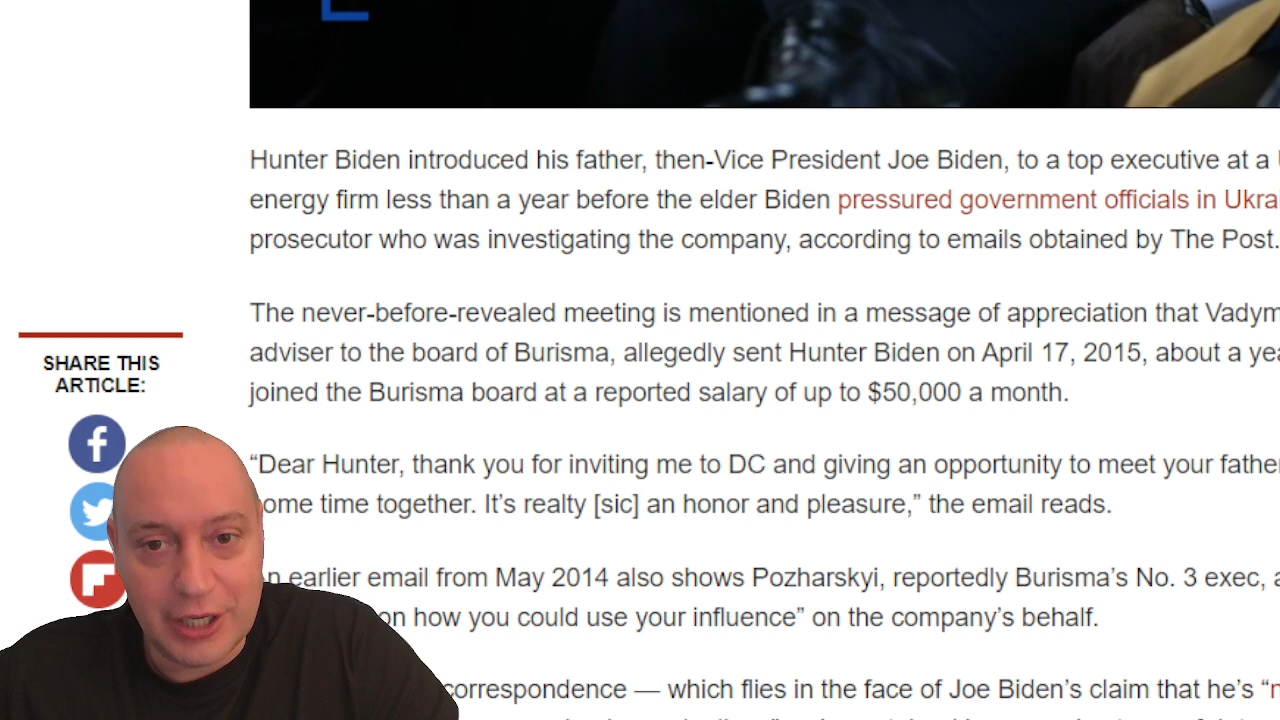 Hunter Biden introduced his father, then-Vice President Joe Biden, to a top executive at a
energy firm less than a year before the elder Biden pressured government officials in
prosecutor who was investigating the company, according to emails obtained by The Post.
The never-before-revealed meeting is mentioned in a message of appreciation that Vadym
adviser to the board of Burisma, allegedly sent Hunter Biden on April 17, 2015, about a
joined the Burisma board at a reported salary of up to $50,000 a month.
SHARE THIS
ARTICLE:
“Dear Hunter, thank you for inviting me to DC and giving an opportunity to meet your father
time together. It’s realty [sic] an honor and pleasure,” the email reads.
earlier email from May 2014 also shows Pozharskyi, reportedly Burisma’s No. 3 exec,
on how you could use your influence” on the company’s behalf.
correspondence — which flies in the face of Joe Biden’s claim that he’s